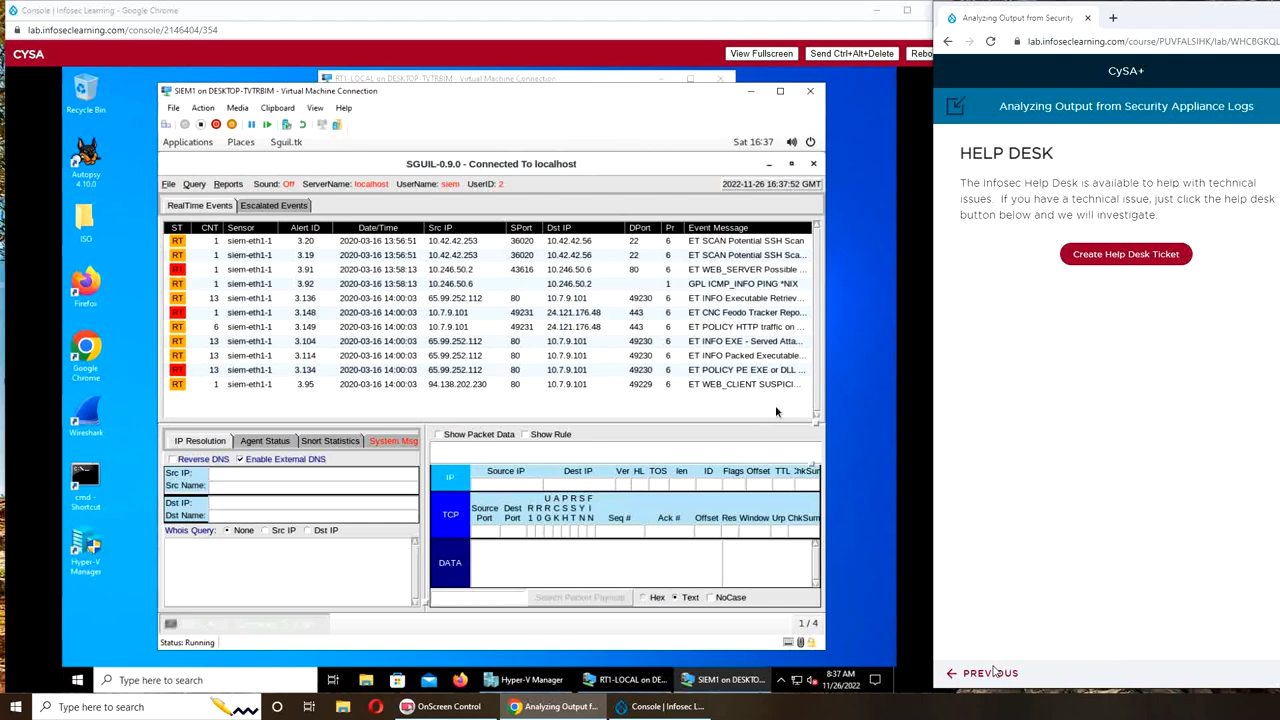 Console | Infosec Learning - Google Chrome
lab.infoseclearning.com/console/2146404/354
CYSA
View Fullscreen
Send Ctrl+Alt+Delete
Rebo
Recycle Bin
Autopsy
4.10.0
ISO
Firefox
Google
Chrome
Wireshark
cmd -
Shortcut
Hyper-V
Manager
RT1-LOCAL on DESKTOP-TVTRBIM - Virtual Machine Connection
SIEM1 on DESKTOP-TVTRBIM - Virtual Machine Connection
File Action Media Clipboard View Help
Applications Places Sguil.tk Sat 16:37
SGUIL-0.9.0 - Connected To localhost
File Query Reports Sound: Off ServerName: localhost UserName: siem UserID: 2 2022-11-26 16:37:52 GMT
RealTime Events Escalated Events
ST CNT Sensor Alert ID Date/Time Src IP SPort Dst IP DPort Pr Event Message
RT 1 siem-eth1-1 3.20 2020-03-16 13:56:51 10.42.42.253 36020 10.42.42.56 22 6 ET SCAN Potential SSH Scan
RT 1 siem-eth1-1 3.19 2020-03-16 13:56:51 10.42.42.253 36020 10.42.42.56 22 6 ET SCAN Potential SSH Sca...
RT 1 siem-eth1-1 3.91 2020-03-16 13:58:13 10.246.50.2 43616 10.246.50.6 80 6 ET WEB_SERVER Possible ...
RT 1 siem-eth1-1 3.92 2020-03-16 13:58:13 10.246.50.6 10.246.50.2 1 GPL ICMP_INFO PING *NIX
RT 13 siem-eth1-1 3.136 2020-03-16 14:00:03 65.99.252.112 80 10.7.9.101 49230 6 ET INFO Executable Retriev...
RT 1 siem-eth1-1 3.148 2020-03-16 14:00:03 10.7.9.101 49231 24.121.176.48 443 6 ET CNC Feodo Tracker Repo...
RT 6 siem-eth1-1 3.149 2020-03-16 14:00:03 10.7.9.101 49231 24.121.176.48 443 6 ET POLICY HTTP traffic on ...
RT 13 siem-eth1-1 3.104 2020-03-16 14:00:03 65.99.252.112 80 10.7.9.101 49230 6 ET INFO EXE - Served Atta...
RT 13 siem-eth1-1 3.114 2020-03-16 14:00:03 65.99.252.112 80 10.7.9.101 49230 6 ET INFO Packed Executable...
RT 13 siem-eth1-1 3.134 2020-03-16 14:00:03 65.99.252.112 80 10.7.9.101 49230 6 ET POLICY PE EXE or DLL ...
RT 1 siem-eth1-1 3.95 2020-03-16 14:00:03 94.138.202.230 80 10.7.9.101 49229 6 ET WEB_CLIENT SUSPICI...
IP Resolution Agent Status Snort Statistics System Msg
Reverse DNS Enable External DNS
Src IP:
Src Name:
Dst IP:
Dst Name:
Whois Query: None Src IP Dst IP
Show Packet Data Show Rule
IP Source IP Dest IP Ver HL TOS len ID Flags Offset TTL ChkSum
U A P R S F
Source Dest R R R C S S Y I
TCP Port Port 1 0 G K H T N N Seq # Ack # Offset Res Window Urp ChkSum
DATA
Search Packet Payload Hex Text NoCase
1 / 4
Status: Running
Type here to search
Hyper-V Manager
RT1-LOCAL on DE...
SIEM1 on DESKTO...
8:37 AM
11/26/2022
Type here to search
OnScreen Control
Analyzing Output f...
Console | Infosec L...
Analyzing Output from Security
lab.infoseclearning.com/course/PUVFALSIHK/lab/WHCBGKQL
CySA+
Analyzing Output from Security Appliance Logs
HELP DESK
The Infosec Help Desk is available to help with technical
issues. If you have a technical issue, just click the help desk
button below and we will investigate.
Create Help Desk Ticket
PREVIOUS